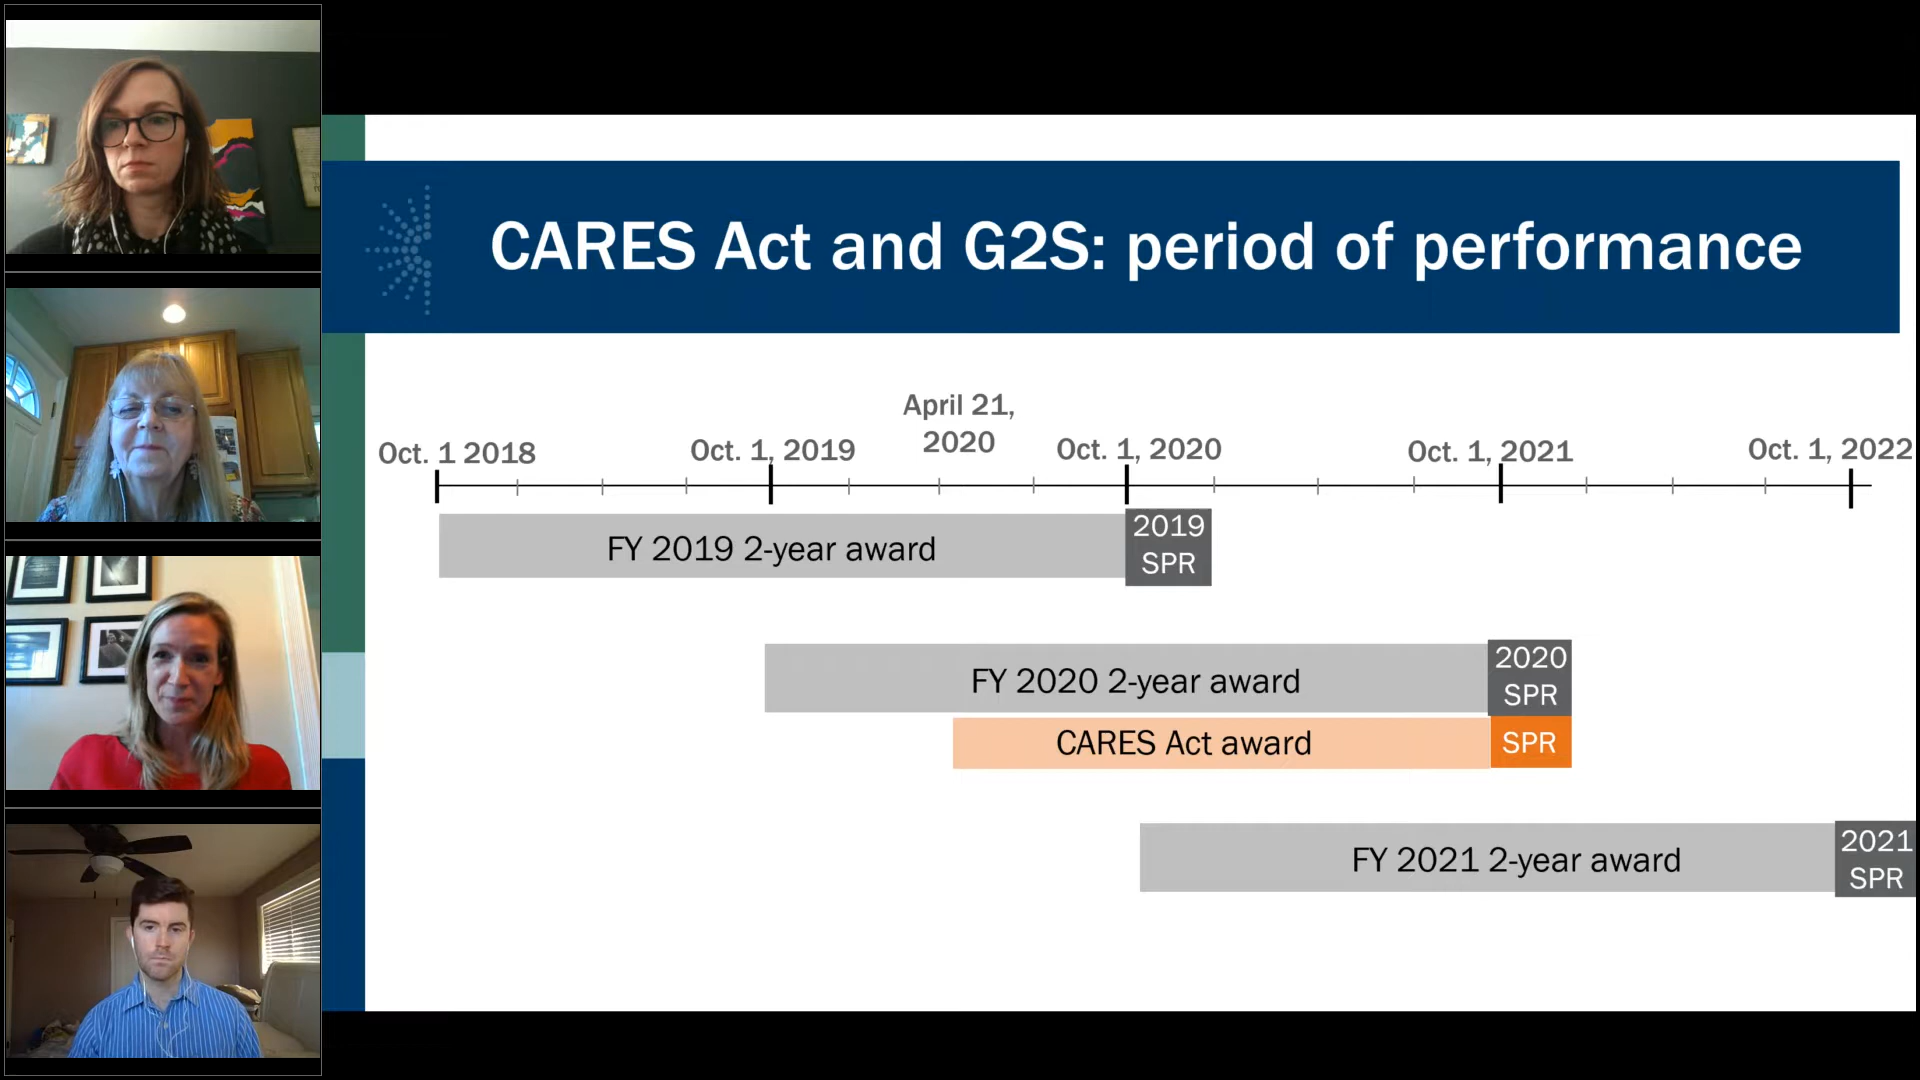 CARES Act and G2S: period of performance
April 21,
2020
Oct. 1 2018
Oct. 1, 2019
Oct. 1, 2020
Oct. 1, 2021
Oct. 1, 2022
FY 2019 2-year award
2019
SPR
FY 2020 2-year award
2020
SPR
CARES Act award
SPR
FY 2021 2-year award
2021
SPR